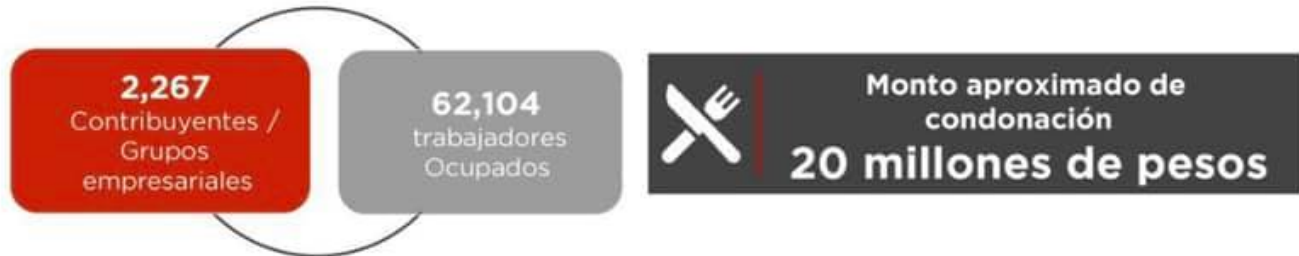 2,267
Contribuyentes /
Grupos
empresariales
62,104
trabajadores
Ocupados
Monto aproximado de
condonación
20 millones de pesos